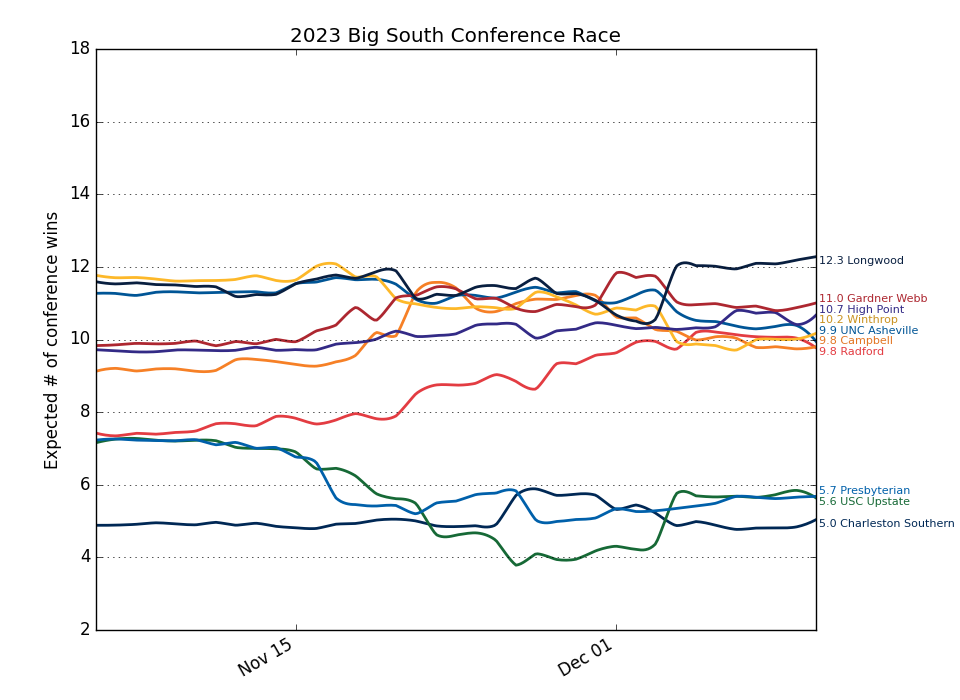 2023 Big South Conference Race
Expected # of conference wins
18
16
14
12
10
8
6
4
2
Nov 15
Dec 01
12.3 Longwood
11.0 Gardner Webb
10.7 High Point
10.2 Winthrop
9.9 UNC Asheville
9.8 Campbell
9.8 Radford
5.7 Presbyterian
5.6 USC Upstate
5.0 Charleston Southern